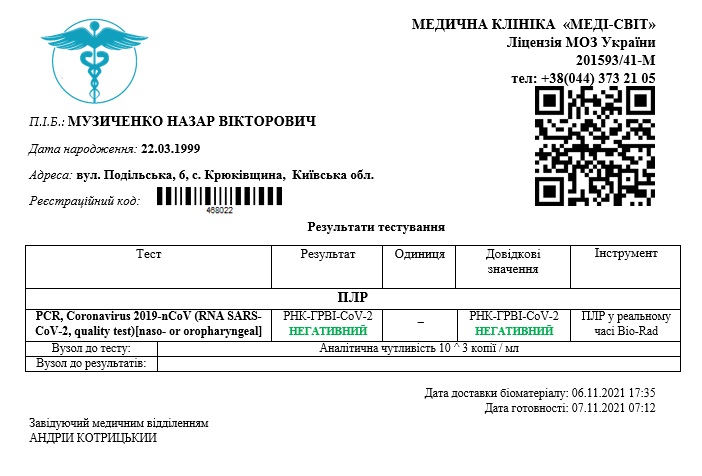 МЕДИЧНА КЛІНІКА «МЕДІ-СВІТ»
Ліцензія МОЗ України
201593/41-М
тел: +38(044) 373 21 05
П.І.Б.: МУЗИЧЕНКО НАЗАР ВІКТОРОВИЧ
Дата народження: 22.03.1999
Адреса: вул. Подільська, 6, с. Крюківщина, Київська обл.
Реєстраційний код:
468022
Результати тестування
Тест Результат Одиниця Довідкові значення Інструмент
ПЛР
PCR, Coronavirus 2019-nCoV (RNA SARS- РНК-ГРВІ-CoV-2 – РНК-ГРВІ-CoV-2 ПЛР у реальному
CoV-2, quality test)[naso- or oropharyngeal] НЕГАТИВНИЙ НЕГАТИВНИЙ часі Bio-Rad
Вузол до тесту: Аналітична чутливість 10 ^ 3 копії / мл
Вузол до результатів:
Дата доставки біоматеріалу: 06.11.2021 17:35
Дата готовності: 07.11.2021 07:12
Завідуючий медичним відділенням
АНДРІЙ КОТРИЦЬКИЙ